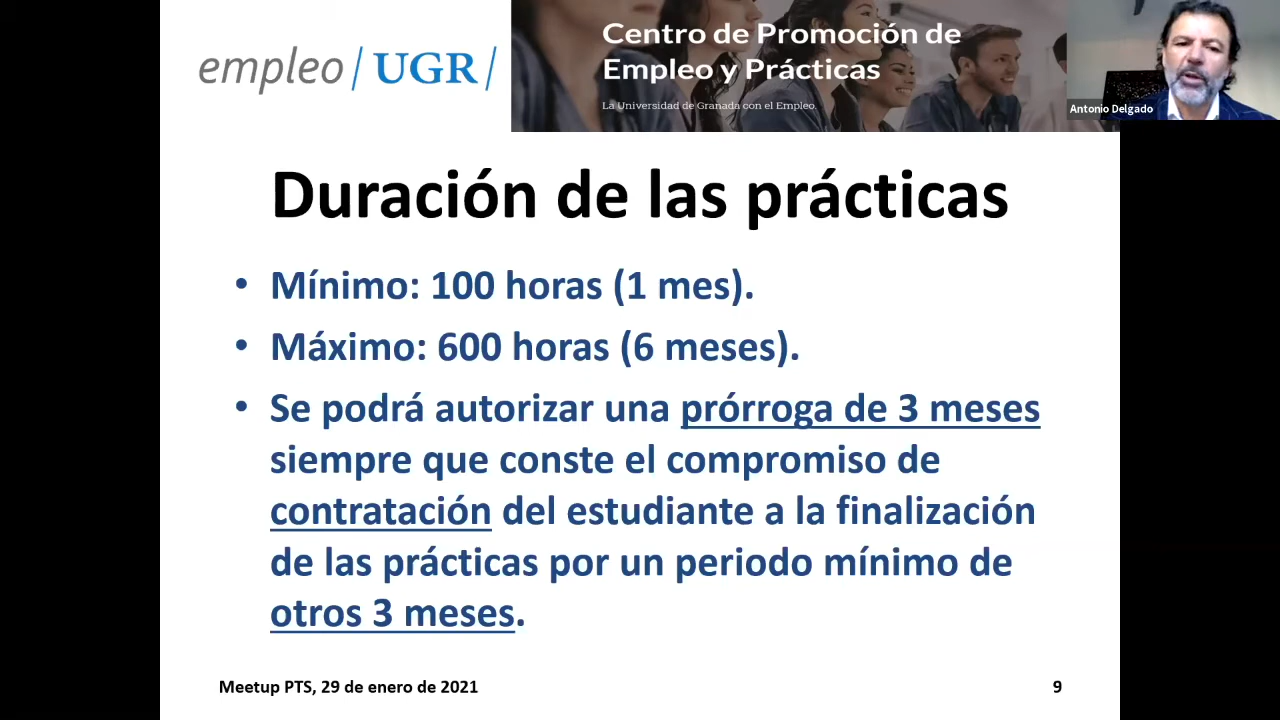 empleo/UGR/
Centro de Promoción de
Empleo y Prácticas
La Universidad de Granada con el Empleo.
Antonio Delgado
Duración de las prácticas
• Mínimo: 100 horas (1 mes).
• Máximo: 600 horas (6 meses).
• Se podrá autorizar una prórroga de 3 meses
siempre que conste el compromiso de
contratación del estudiante a la finalización
de las prácticas por un periodo mínimo de
otros 3 meses.
Meetup PTS, 29 de enero de 2021
9